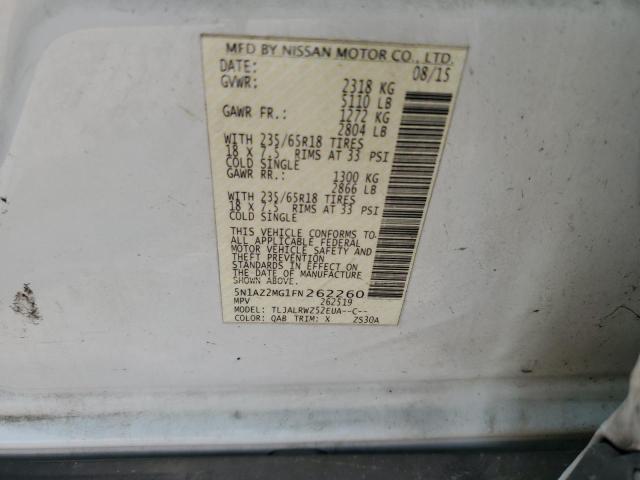 MFD BY NISSAN MOTOR CO., LTD.
DATE: 08/15
GVWR: 2318 KG
5110 LB
GAWR FR.: 1272 KG
2804 LB
WITH 235/65R18 TIRES
18 X 7.5 RIMS AT 33 PSI
COLD SINGLE
GAWR RR.: 1300 KG
2866 LB
WITH 235/65R18 TIRES
18 X 7.5 RIMS AT 33 PSI
COLD SINGLE
THIS VEHICLE CONFORMS TO
ALL APPLICABLE FEDERAL
MOTOR VEHICLE SAFETY AND
THEFT PREVENTION
STANDARDS IN EFFECT ON
THE DATE OF MANUFACTURE
SHOWN ABOVE.
5N1AZ2MG1FN262260
MPV 262519
MODEL: TLJALRWZ52EUA--C--
COLOR: QAB TRIM: X Z530A